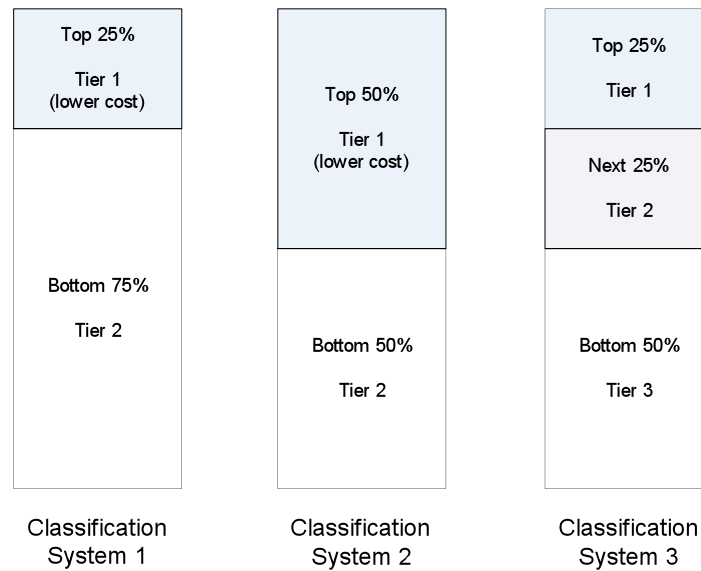 Top 25%
Tier 1
(lower cost)
Bottom 75%
Tier 2
Classification
System 1
Top 50%
Tier 1
(lower cost)
Bottom 50%
Tier 2
Classification
System 2
Top 25%
Tier 1
Next 25%
Tier 2
Bottom 50%
Tier 3
Classification
System 3